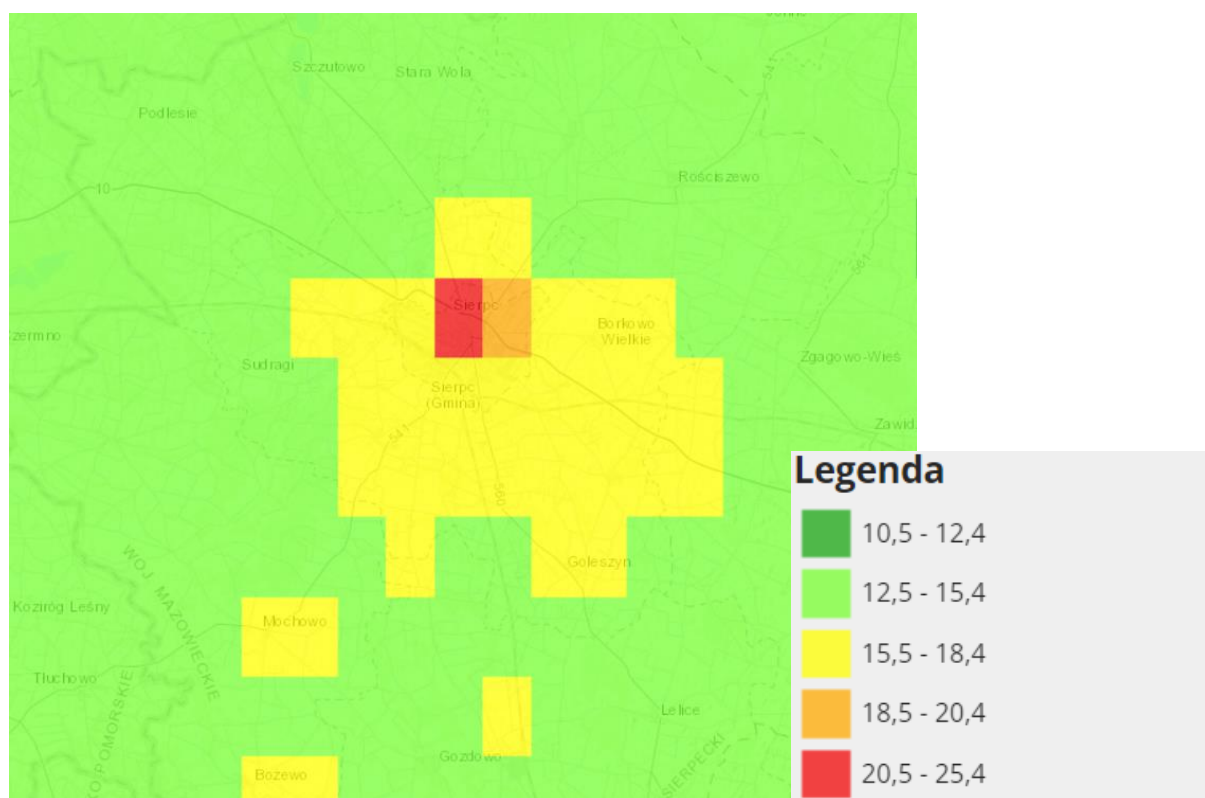 Szczutowo
Stara Wola
541
Podlesie
Rościszewo
10
561
Sierpc
Borkowo
Wielkie
Zgagowo-Wieś
Sudragi
Sierpc
(Gmina)
541
Zawid
560
Goleszyn
WOJ. MAZOWIECKIE
Koziróg Leśny
Mochowo
Tłuchowo
Lelice
Gozdowo
Bożewo
SIERPECKI
Legenda
10,5 - 12,4
12,5 - 15,4
15,5 - 18,4
18,5 - 20,4
20,5 - 25,4